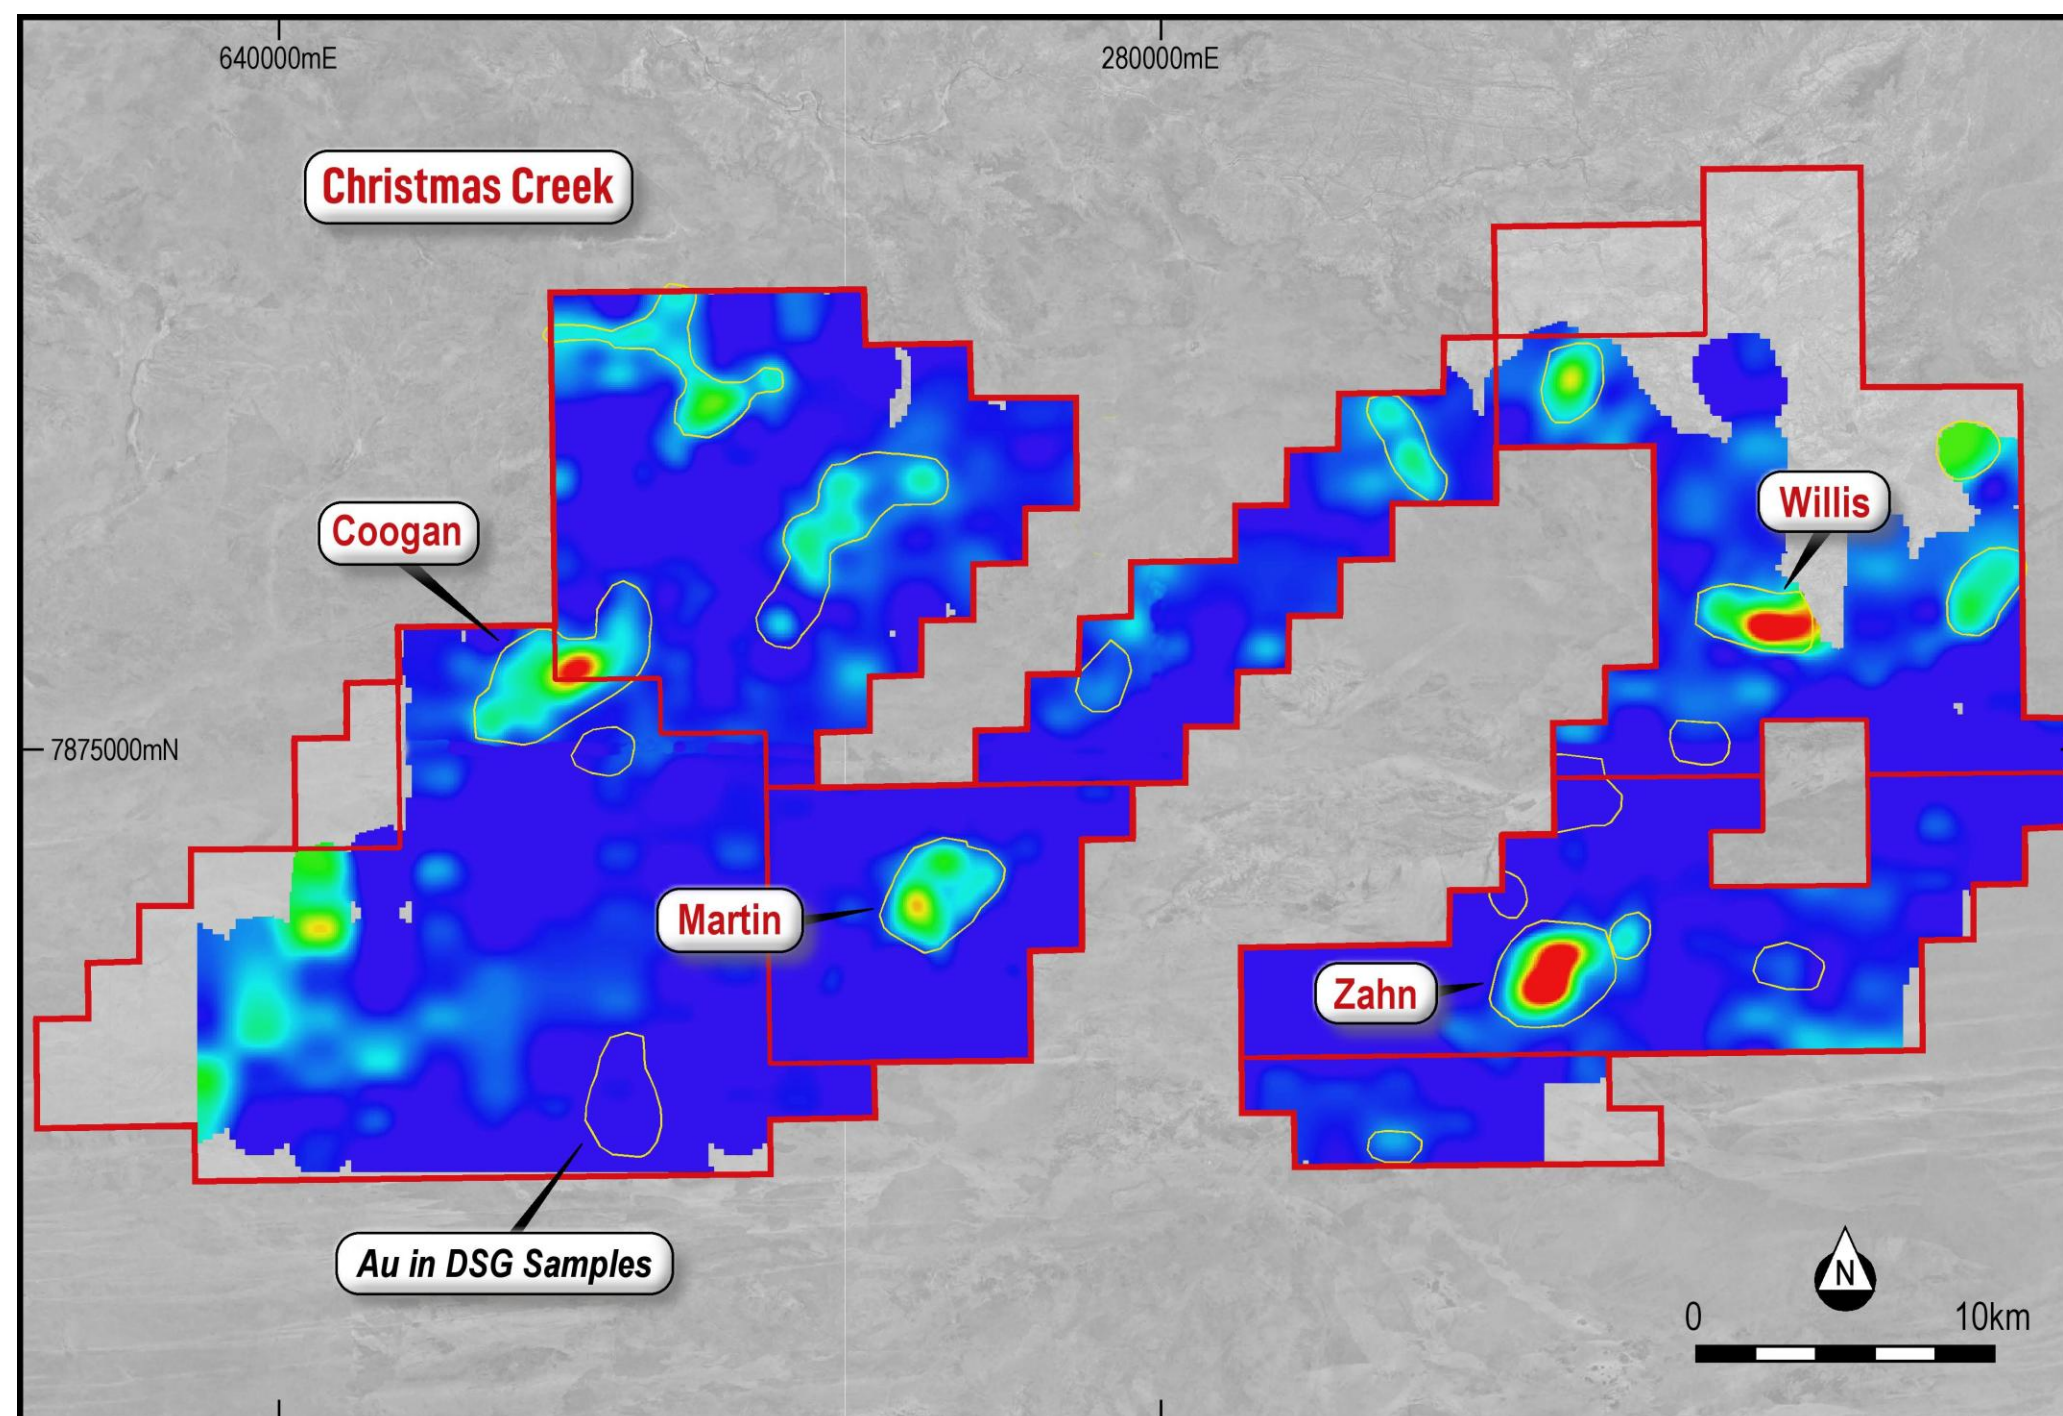 640000mE
280000mE
Christmas Creek
Willis
Coogan
7875000mN
Martin
Zahn
Au in DSG Samples
N
0 10km